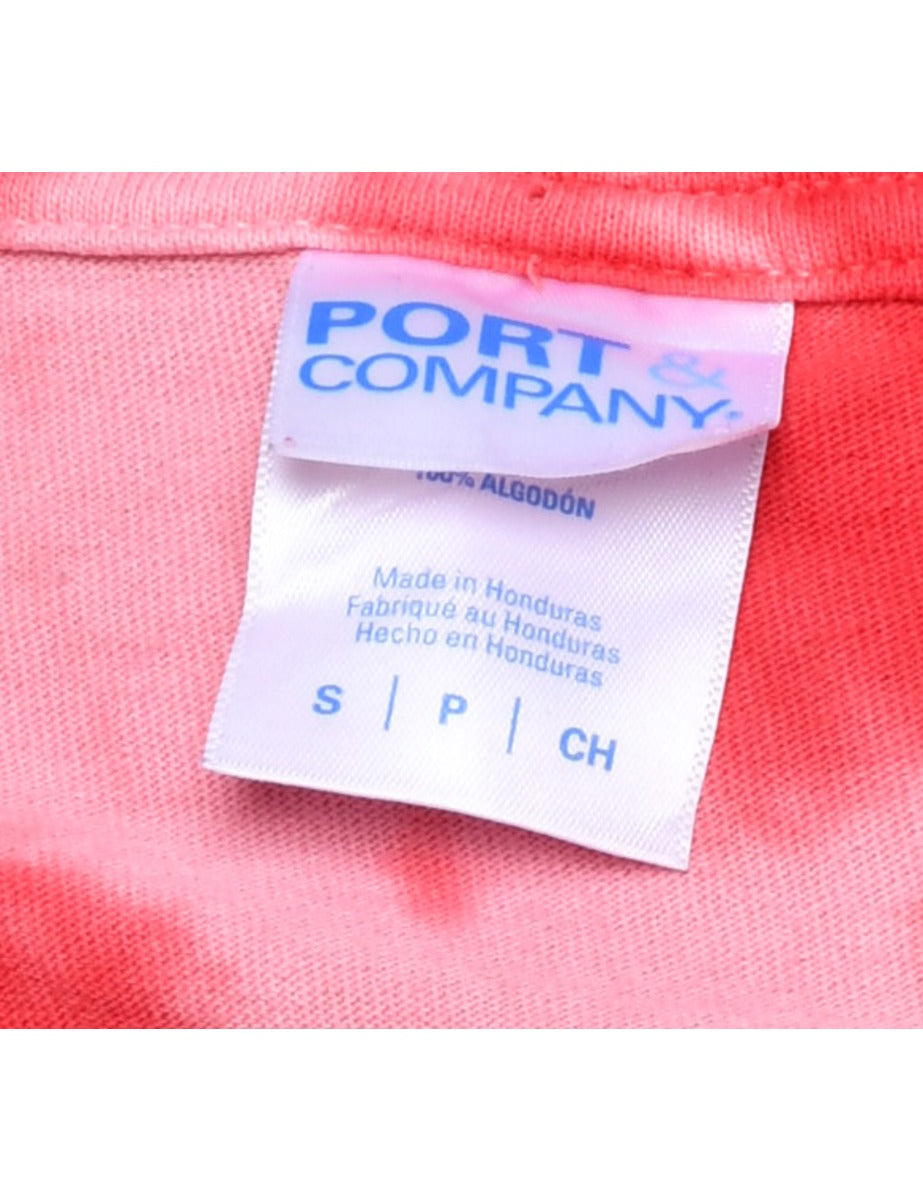 PORT &
COMPANY
100% ALGODÓN
Made in Honduras
Fabriqué au Honduras
Hecho en Honduras
S | P | CH